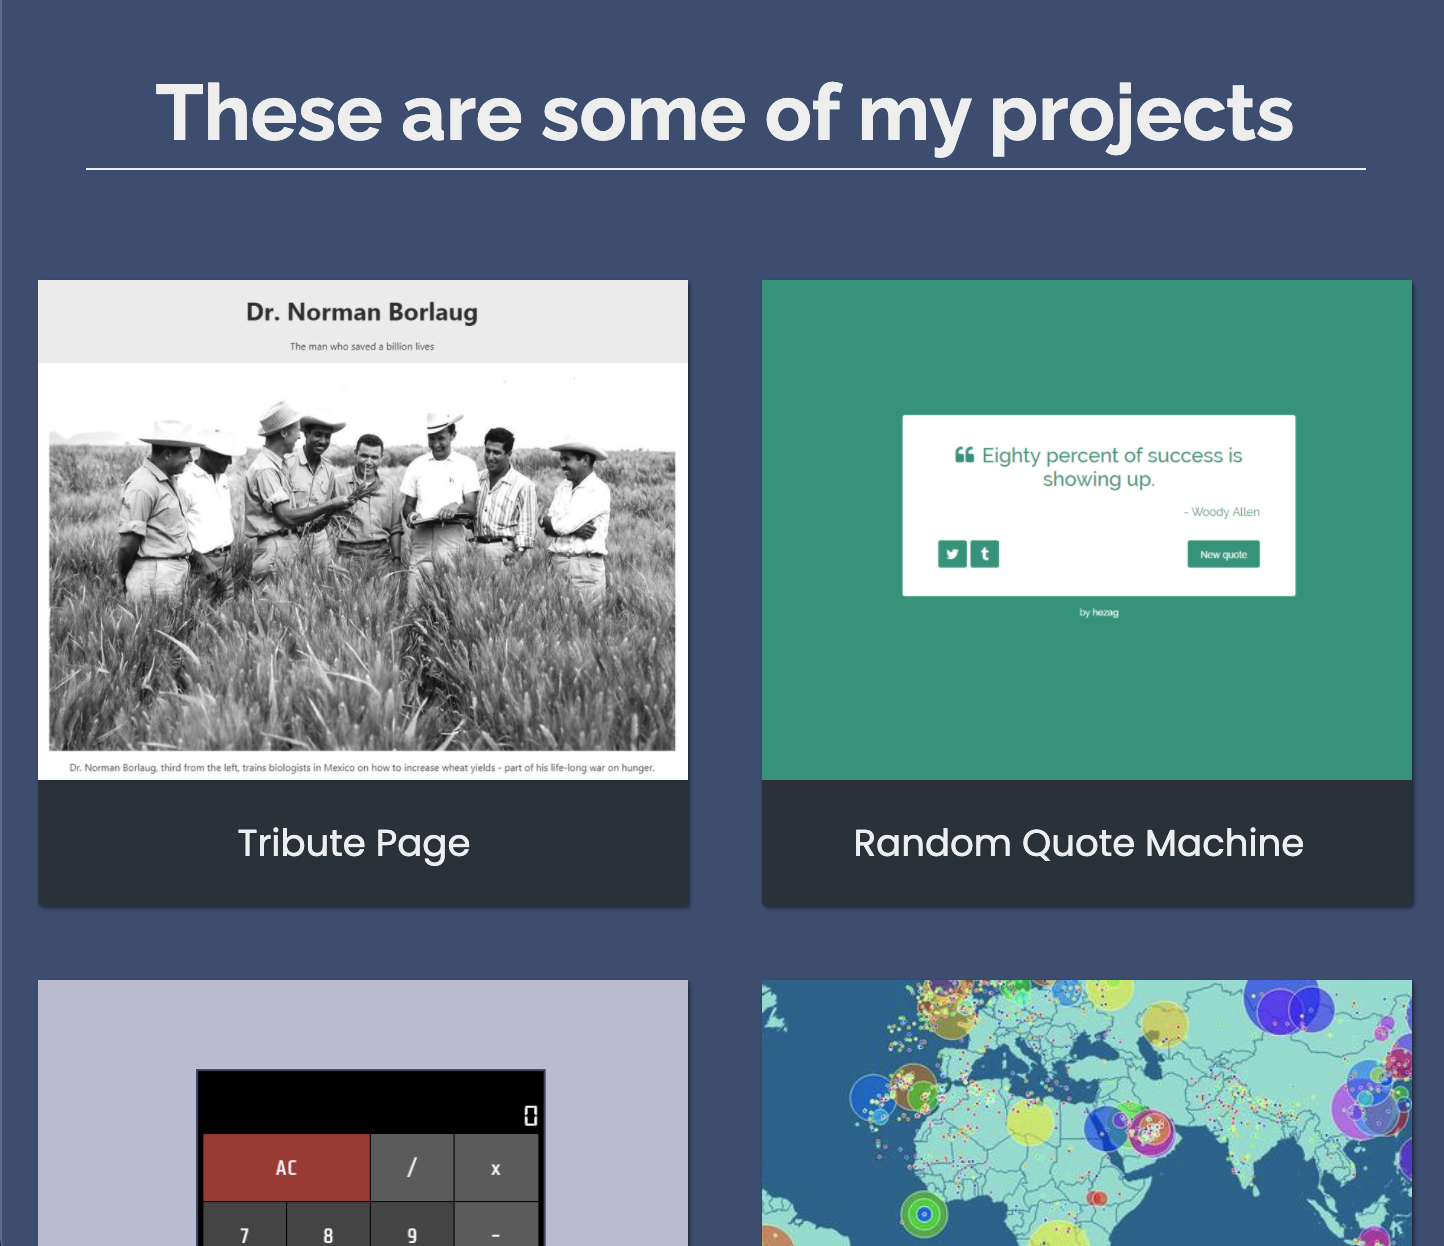 These are some of my projects
Dr. Norman Borlaug
The man who saved a billion lives
Dr. Norman Borlaug, third from the left, trains biologists in Mexico on how to increase wheat yields - part of his life-long war on hunger.
Tribute Page
“ Eighty percent of success is
showing up.
- Woody Allen
New quote
by hezag
Random Quote Machine
0
AC / x
7 8 9 -